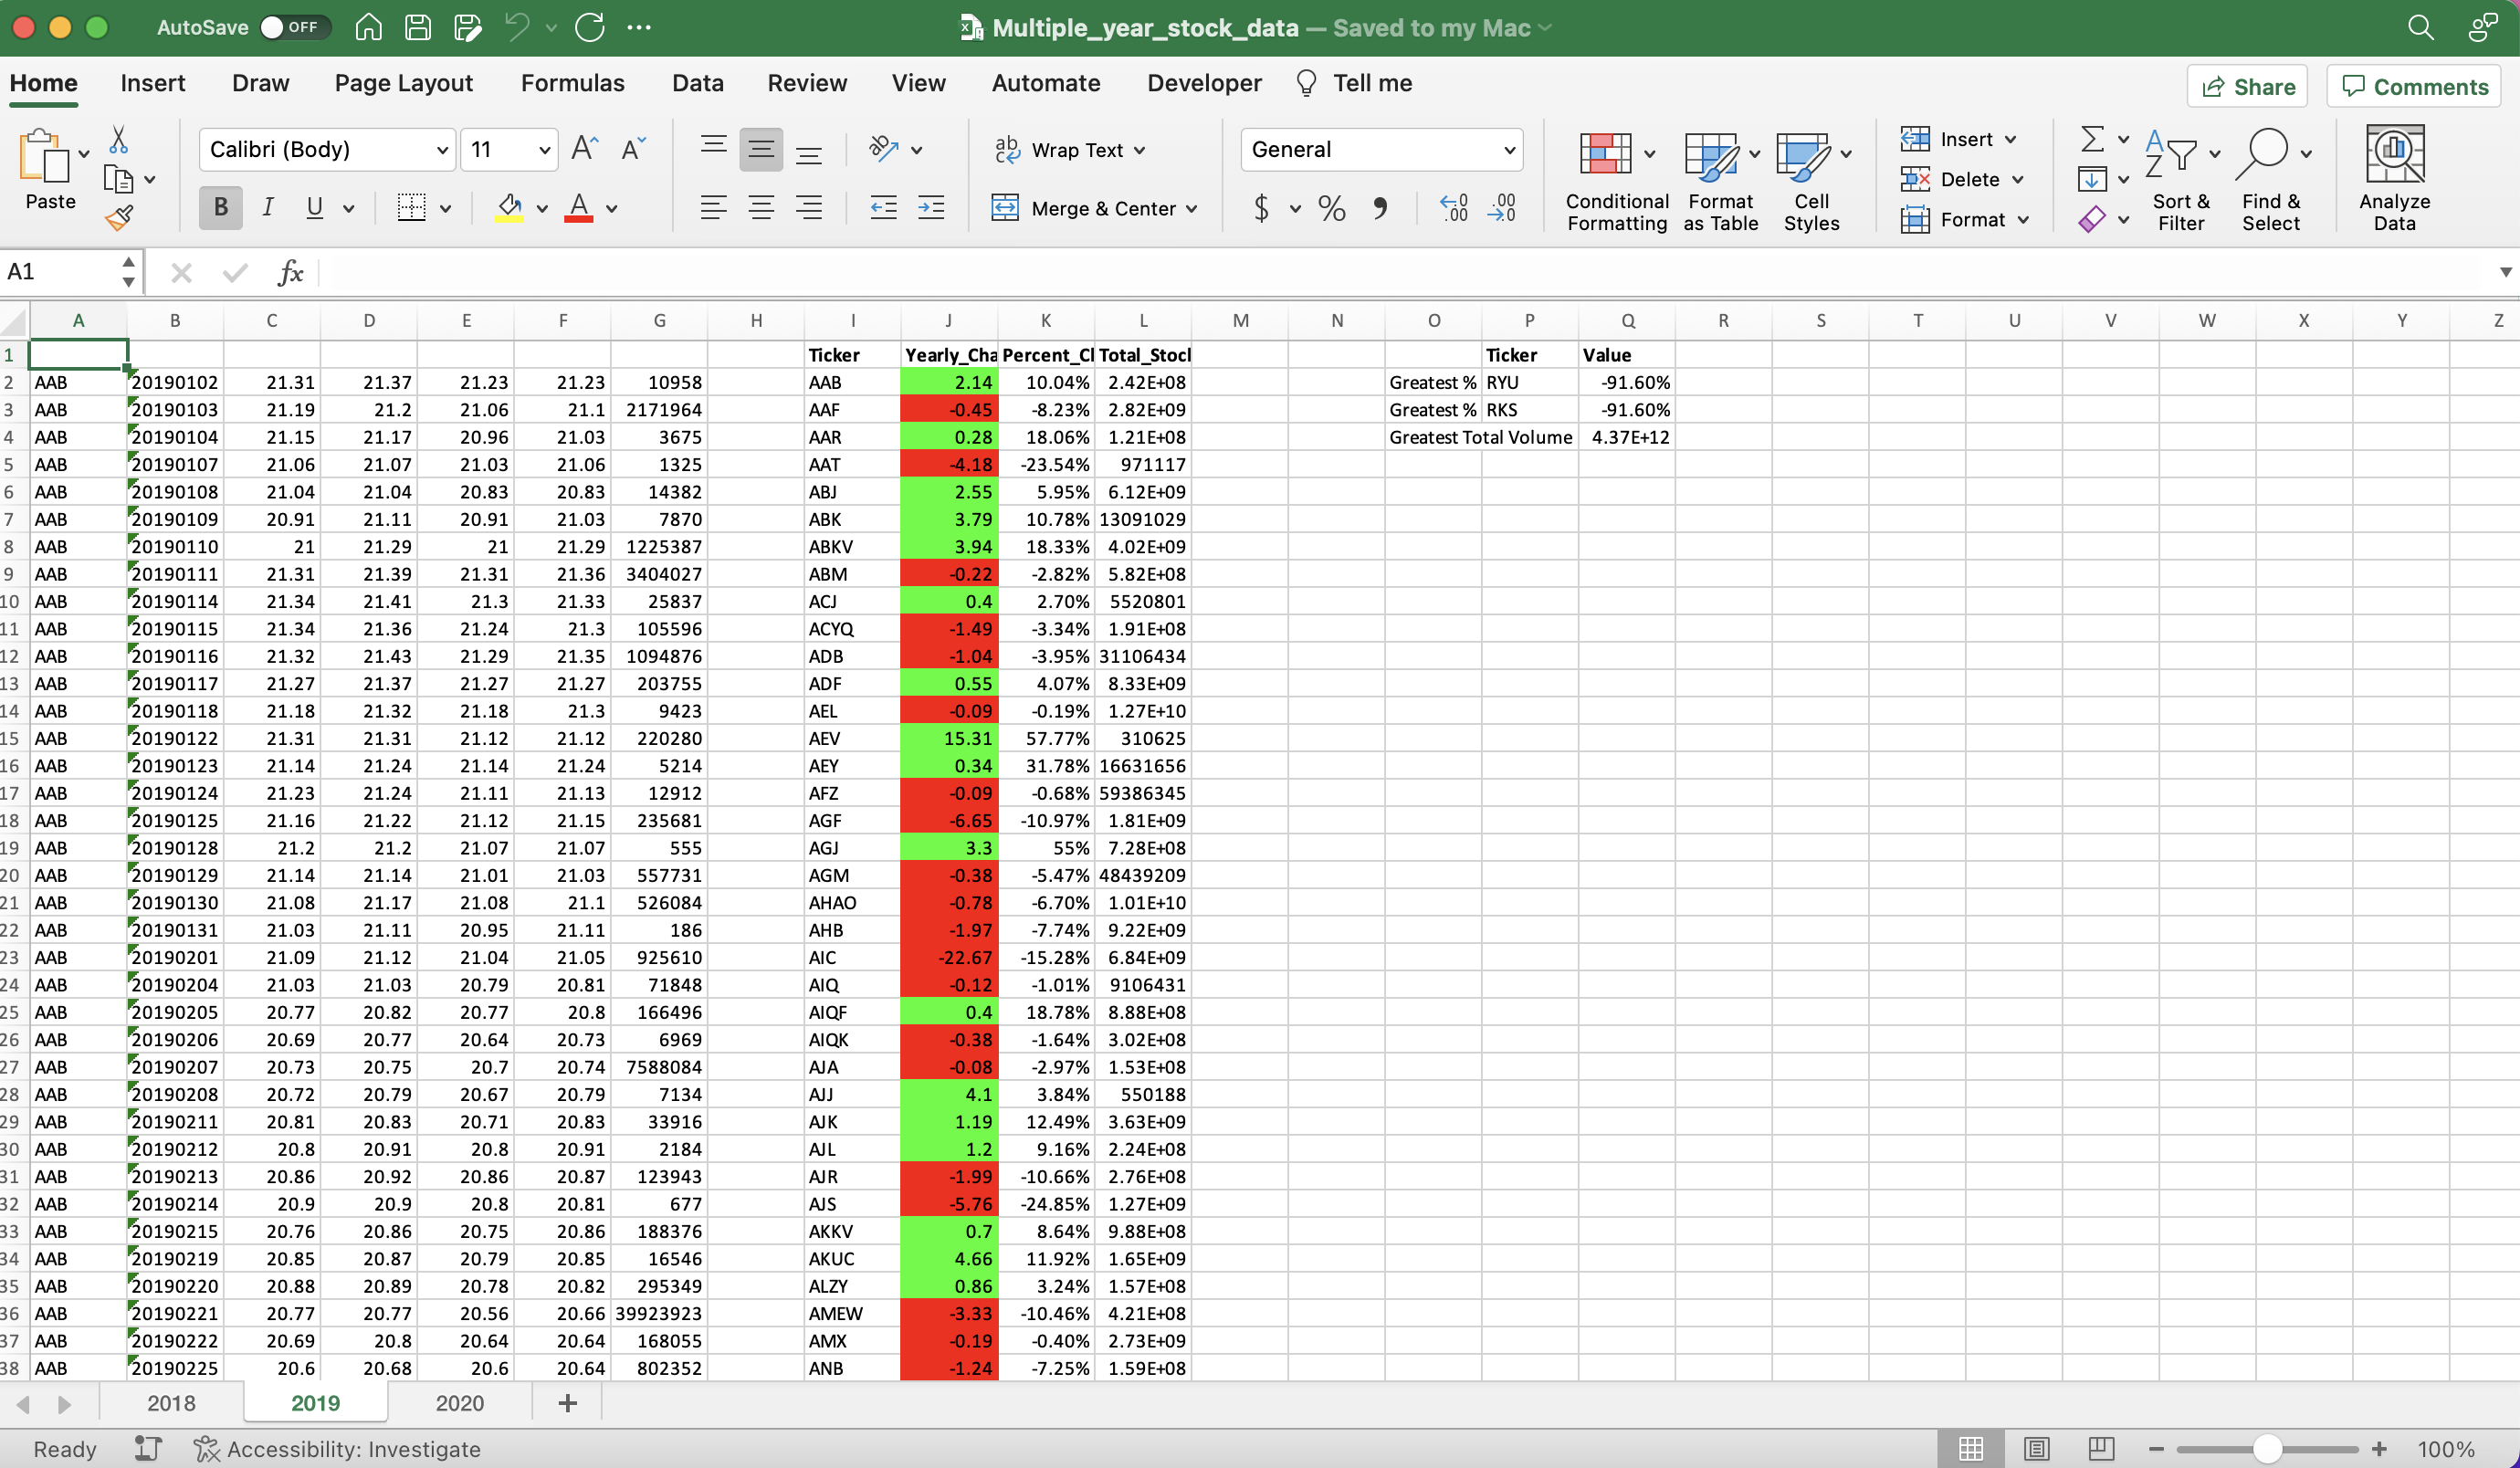 AutoSave OFF Multiple_year_stock_data — Saved to my Mac
Home Insert Draw Page Layout Formulas Data Review View Automate Developer Tell me Share Comments
Paste Calibri (Body) 11 Wrap Text General Insert
B I U Merge & Center $ % Conditional Formatting Format as Table Cell Styles Delete Format Sort & Filter Find & Select Analyze Data
A1 fx
A B C D E F G H I J K L M N O P Q R S T U V W X Y Z
1 Ticker Yearly_Cha Percent_Cl Total_Stocl Ticker Value
2 AAB 20190102 21.31 21.37 21.23 21.23 10958 AAB 2.14 10.04% 2.42E+08 Greatest % RYU -91.60%
3 AAB 20190103 21.19 21.2 21.06 21.1 2171964 AAF -0.45 -8.23% 2.82E+09 Greatest % RKS -91.60%
4 AAB 20190104 21.15 21.17 20.96 21.03 3675 AAR 0.28 18.06% 1.21E+08 Greatest Total Volume 4.37E+12
5 AAB 20190107 21.06 21.07 21.03 21.06 1325 AAT -4.18 -23.54% 971117
6 AAB 20190108 21.04 21.04 20.83 20.83 14382 ABJ 2.55 5.95% 6.12E+09
7 AAB 20190109 20.91 21.11 20.91 21.03 7870 ABK 3.79 10.78% 13091029
8 AAB 20190110 21 21.29 21 21.29 1225387 ABKV 3.94 18.33% 4.02E+09
9 AAB 20190111 21.31 21.39 21.31 21.36 3404027 ABM -0.22 -2.82% 5.82E+08
10 AAB 20190114 21.34 21.41 21.3 21.33 25837 ACJ 0.4 2.70% 5520801
11 AAB 20190115 21.34 21.36 21.24 21.3 105596 ACYQ -1.49 -3.34% 1.91E+08
12 AAB 20190116 21.32 21.43 21.29 21.35 1094876 ADB -1.04 -3.95% 31106434
13 AAB 20190117 21.27 21.37 21.27 21.27 203755 ADF 0.55 4.07% 8.33E+09
14 AAB 20190118 21.18 21.32 21.18 21.3 9423 AEL -0.09 -0.19% 1.27E+10
15 AAB 20190122 21.31 21.31 21.12 21.12 220280 AEV 15.31 57.77% 310625
16 AAB 20190123 21.14 21.24 21.14 21.24 5214 AEY 0.34 31.78% 16631656
17 AAB 20190124 21.23 21.24 21.11 21.13 12912 AFZ -0.09 -0.68% 59386345
18 AAB 20190125 21.16 21.22 21.12 21.15 235681 AGF -6.65 -10.97% 1.81E+09
19 AAB 20190128 21.2 21.2 21.07 21.07 555 AGJ 3.3 55% 7.28E+08
20 AAB 20190129 21.14 21.14 21.01 21.03 557731 AGM -0.38 -5.47% 48439209
21 AAB 20190130 21.08 21.17 21.08 21.1 526084 AHAO -0.78 -6.70% 1.01E+10
22 AAB 20190131 21.03 21.11 20.95 21.11 186 AHB -1.97 -7.74% 9.22E+09
23 AAB 20190201 21.09 21.12 21.04 21.05 925610 AIC -22.67 -15.28% 6.84E+09
24 AAB 20190204 21.03 21.03 20.79 20.81 71848 AIQ -0.12 -1.01% 9106431
25 AAB 20190205 20.77 20.82 20.77 20.8 166496 AIQF 0.4 18.78% 8.88E+08
26 AAB 20190206 20.69 20.77 20.64 20.73 6969 AIQK -0.38 -1.64% 3.02E+08
27 AAB 20190207 20.73 20.75 20.7 20.74 7588084 AJA -0.08 -2.97% 1.53E+08
28 AAB 20190208 20.72 20.79 20.67 20.79 7134 AJJ 4.1 3.84% 550188
29 AAB 20190211 20.81 20.83 20.71 20.83 33916 AJK 1.19 12.49% 3.63E+09
30 AAB 20190212 20.8 20.91 20.8 20.91 2184 AJL 1.2 9.16% 2.24E+08
31 AAB 20190213 20.86 20.92 20.86 20.87 123943 AJR -1.99 -10.66% 2.76E+08
32 AAB 20190214 20.9 20.9 20.8 20.81 677 AJS -5.76 -24.85% 1.27E+09
33 AAB 20190215 20.76 20.86 20.75 20.86 188376 AKKV 0.7 8.64% 9.88E+08
34 AAB 20190219 20.85 20.87 20.79 20.85 16546 AKUC 4.66 11.92% 1.65E+09
35 AAB 20190220 20.88 20.89 20.78 20.82 295349 ALZY 0.86 3.24% 1.57E+08
36 AAB 20190221 20.77 20.77 20.56 20.66 39923923 AMEW -3.33 -10.46% 4.21E+08
37 AAB 20190222 20.69 20.8 20.64 20.64 168055 AMX -0.19 -0.40% 2.73E+09
38 AAB 20190225 20.6 20.68 20.6 20.64 802352 ANB -1.24 -7.25% 1.59E+08
2018 2019 2020 +
Ready Accessibility: Investigate 100%